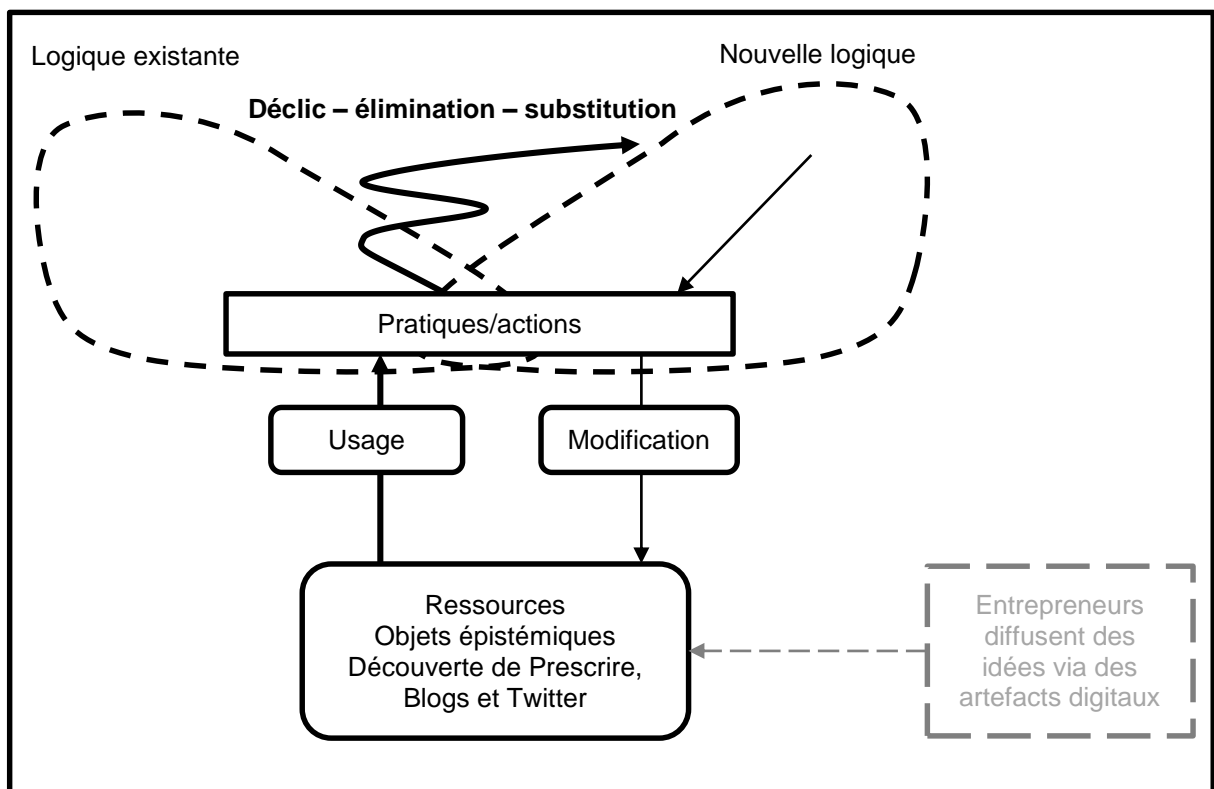 Logique existante
Nouvelle logique
Déclic – élimination – substitution
Pratiques/actions
Usage
Modification
Ressources
Objets épistémiques
Découverte de Prescrire,
Blogs et Twitter
Entrepreneurs
diffusent des
idées via des
artefacts digitaux